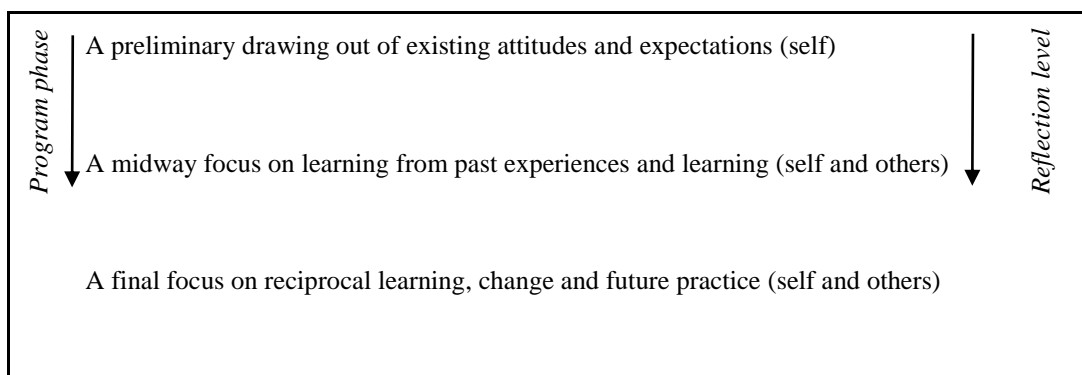 Program phase
A preliminary drawing out of existing attitudes and expectations (self)
A midway focus on learning from past experiences and learning (self and others)
A final focus on reciprocal learning, change and future practice (self and others)
Reflection level